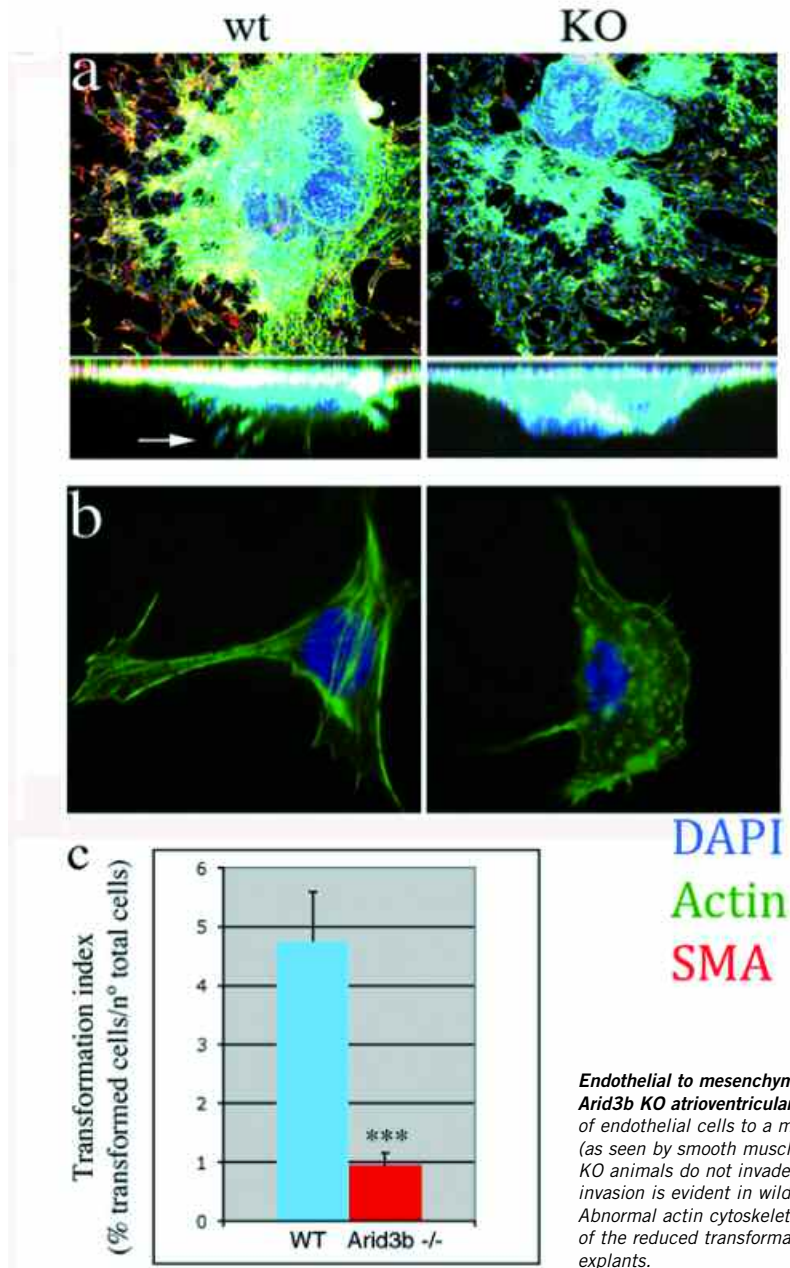 wt KO
a
b
DAPI
Actin
SMA
c
Transformation index
(% transformed cells/nº total cells)
6
5
4
3
2
1
0
***
WT Arid3b -/-
Endothelial to mesenchym
Arid3b KO atrioventricular
of endothelial cells to a m
(as seen by smooth muscl
KO animals do not invade
invasion is evident in wild
Abnormal actin cytoskelet
of the reduced transforma
explants.